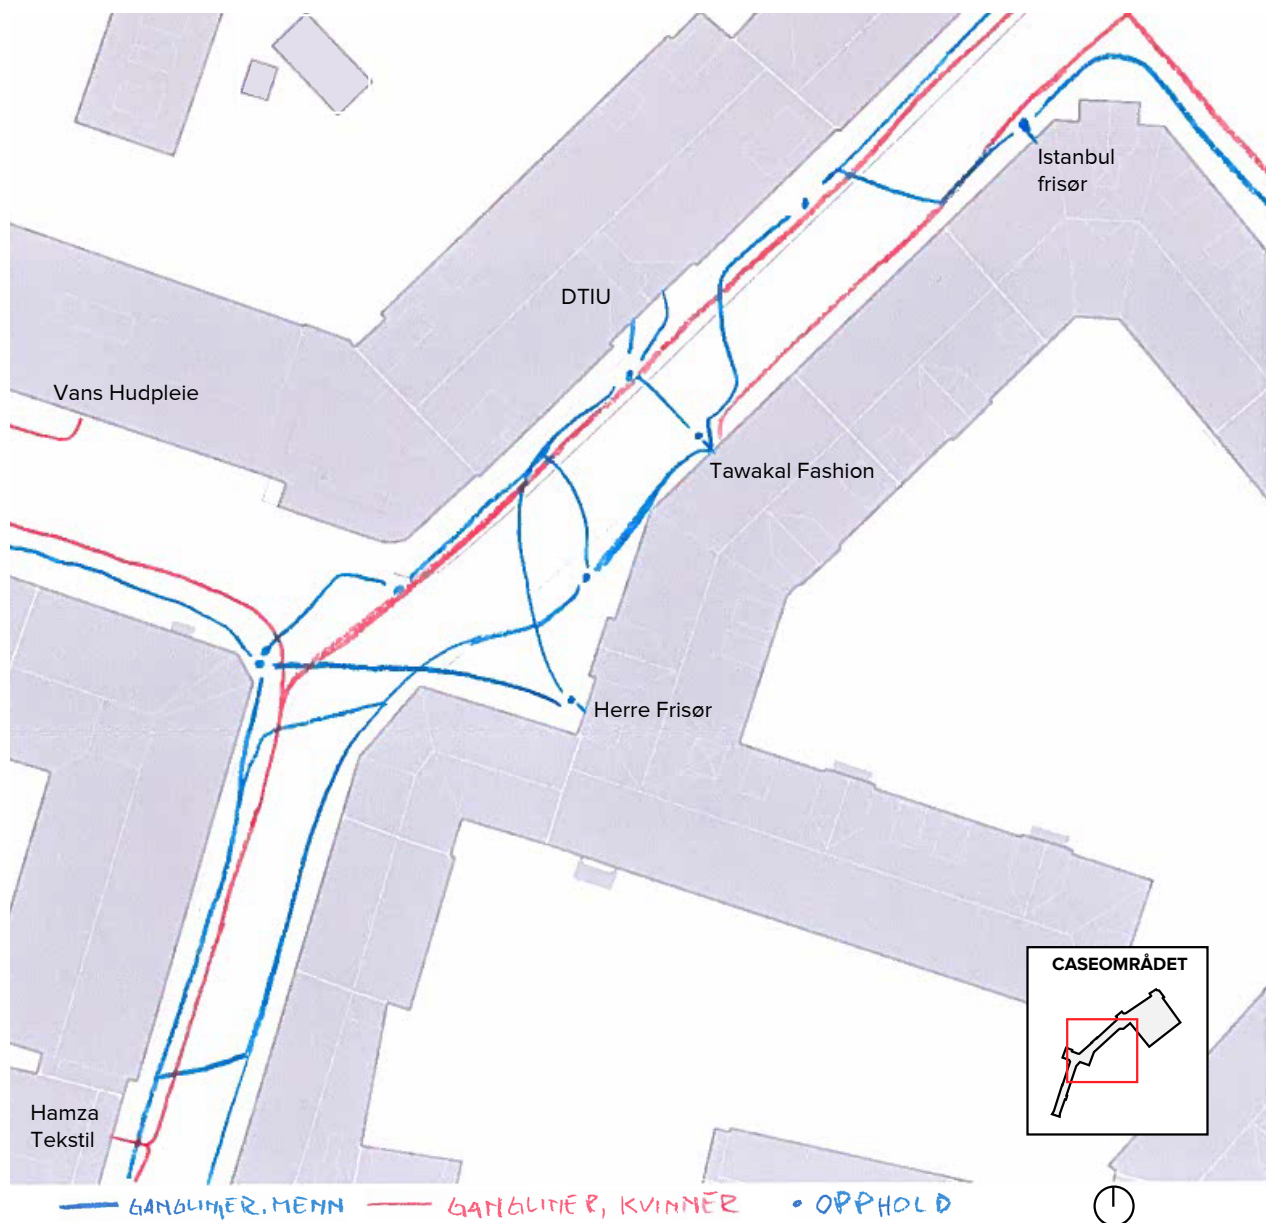 Istanbul
frisør
DTIU
Vans Hudpleie
Tawakal Fashion
Herre Frisør
CASEOMRÅDET
Hamza
Tekstil
GANGLINJER, MENN
GANGLINJER, KVINNER
OPPHOLD